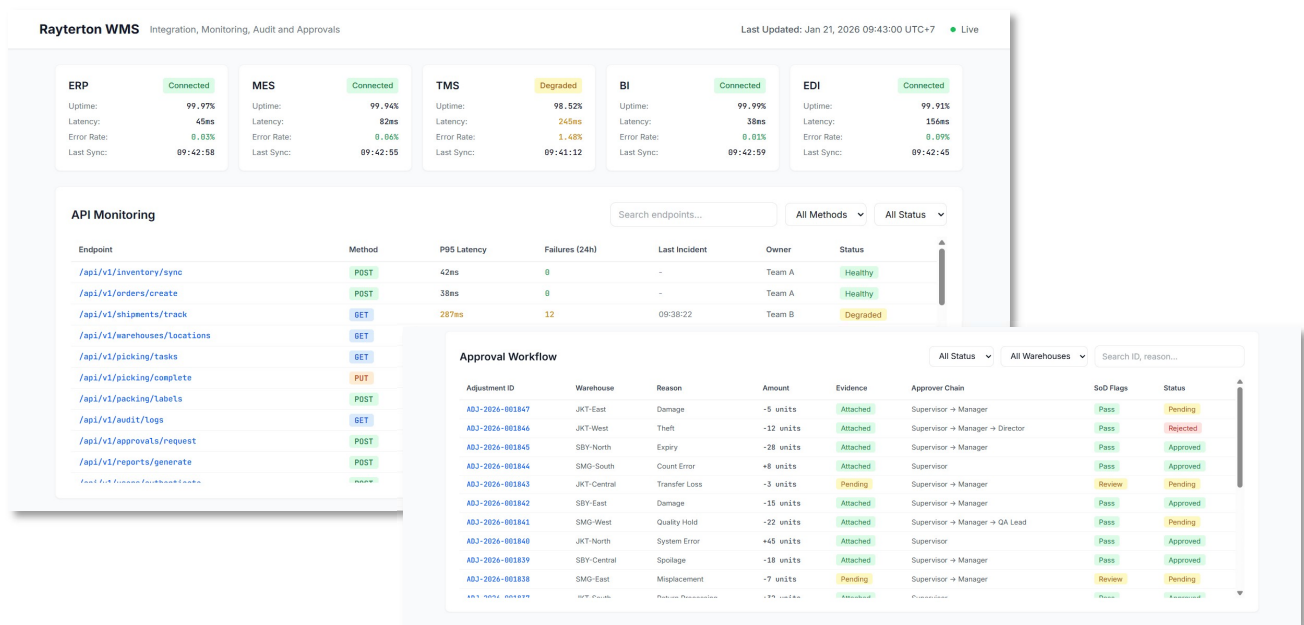 Rayterton WMS Integration, Monitoring, Audit and Approvals Last Updated: Jan 21, 2026 09:43:00 UTC+7 Live
ERP Connected
Uptime: 99.97%
Latency: 45ms
Error Rate: 0.03%
Last Sync: 09:42:58
MES Connected
Uptime: 99.94%
Latency: 82ms
Error Rate: 0.06%
Last Sync: 09:42:55
TMS Degraded
Uptime: 98.52%
Latency: 245ms
Error Rate: 1.48%
Last Sync: 09:41:12
BI Connected
Uptime: 99.99%
Latency: 38ms
Error Rate: 0.01%
Last Sync: 09:42:59
EDI Connected
Uptime: 99.91%
Latency: 156ms
Error Rate: 0.09%
Last Sync: 09:42:45
API Monitoring Search endpoints... All Methods All Status
Endpoint Method P95 Latency Failures (24h) Last Incident Owner Status
/api/v1/inventory/sync POST 42ms 0 - Team A Healthy
/api/v1/orders/create POST 38ms 0 - Team A Healthy
/api/v1/shipments/track GET 287ms 12 09:38:22 Team B Degraded
/api/v1/warehouses/locations GET
/api/v1/picking/tasks GET
/api/v1/picking/complete PUT
/api/v1/packing/labels POST
/api/v1/audit/logs GET
/api/v1/approvals/request POST
/api/v1/reports/generate POST
Approval Workflow All Status All Warehouses Search ID, reason...
Adjustment ID Warehouse Reason Amount Evidence Approver Chain SoD Flags Status
ADJ-2026-001847 JKT-East Damage -5 units Attached Supervisor → Manager Pass Pending
ADJ-2026-001846 JKT-West Theft -12 units Attached Supervisor → Manager → Director Pass Rejected
ADJ-2026-001845 SBY-North Expiry -28 units Attached Supervisor → Manager Pass Approved
ADJ-2026-001844 SMG-South Count Error +8 units Attached Supervisor Pass Approved
ADJ-2026-001843 JKT-Central Transfer Loss -3 units Pending Supervisor → Manager Review Pending
ADJ-2026-001842 SBY-East Damage -15 units Attached Supervisor → Manager Pass Approved
ADJ-2026-001841 SMG-West Quality Hold -22 units Attached Supervisor → Manager → QA Lead Pass Pending
ADJ-2026-001840 JKT-North System Error +45 units Attached Supervisor Pass Approved
ADJ-2026-001839 SBY-Central Spoilage -18 units Attached Supervisor → Manager Pass Approved
ADJ-2026-001838 SMG-East Misplacement -7 units Pending Supervisor → Manager Review Pending